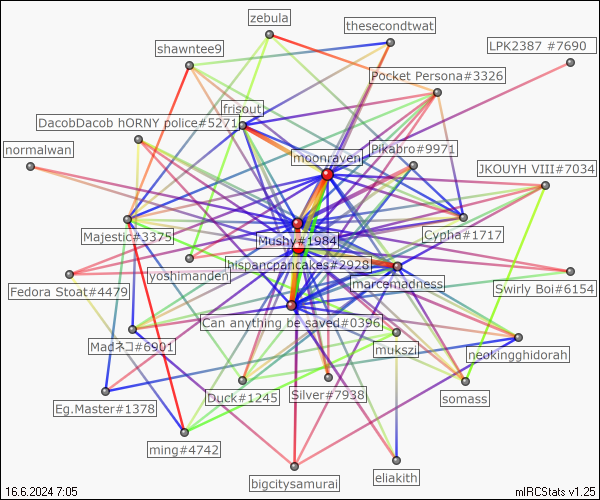 zebula
thesecondtwat
shawntee9
LPK2387 #7690
Pocket Persona#3326
frisout
DacobDacob hORNY police#5271
normalwan
Pikabro#9971
moonraven
JKOUYH VIII#7034
Majestic#3375
Mushy#1984
Cypha#1717
hispancpancakes#2928
yoshimanden
marcemadness
Fedora Stoat#4479
Swirly Boi#6154
Can anything be saved#0396
Madネコ#6901
mukszi
neokingghidorah
Duck#1245
Silver#7938
somass
Eg.Master#1378
ming#4742
eliakith
bigcitysamurai
16.6.2024 7:05
mIRCStats v1.25